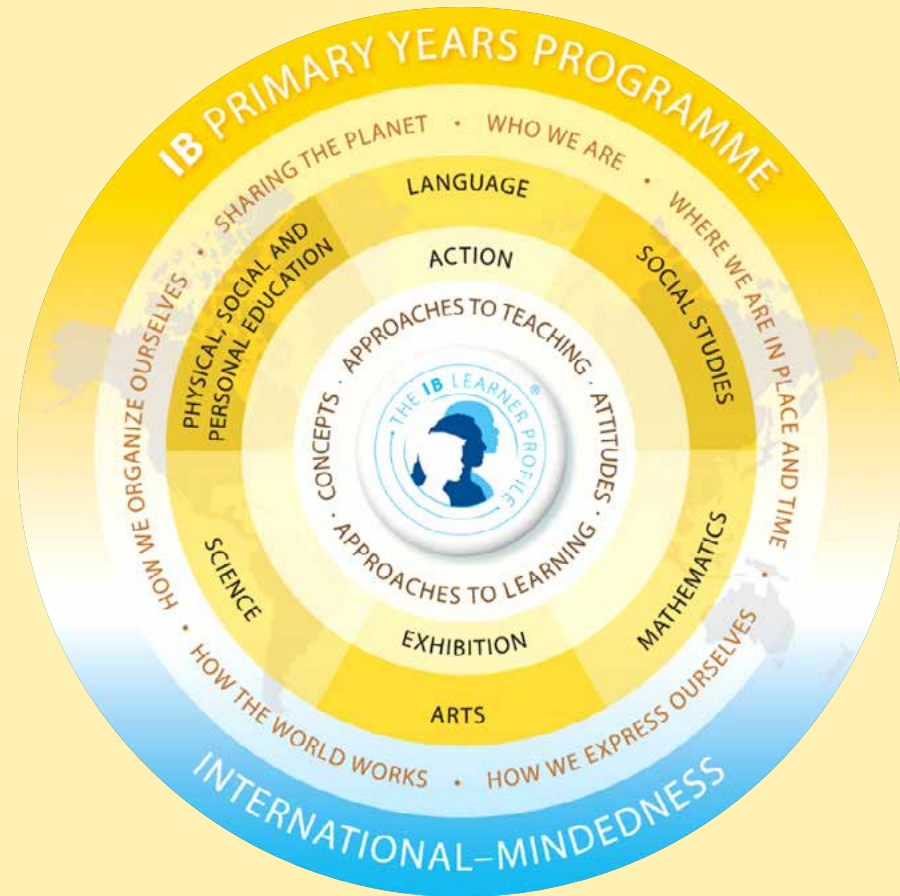 IB PRIMARY YEARS PROGRAMME
SHARING THE PLANET · WHO WE ARE · WHERE WE ARE IN PLACE AND TIME · HOW WE EXPRESS OURSELVES · HOW THE WORLD WORKS · HOW WE ORGANIZE OURSELVES ·
LANGUAGE
SOCIAL STUDIES
MATHEMATICS
ARTS
SCIENCE
PHYSICAL, SOCIAL AND
PERSONAL EDUCATION
ACTION
EXHIBITION
APPROACHES TO TEACHING · ATTITUDES · APPROACHES TO LEARNING · CONCEPTS ·
THE IB LEARNER PROFILE ®
INTERNATIONAL–MINDEDNESS